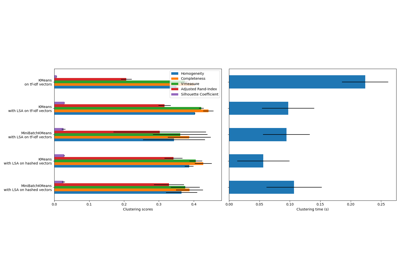 Homogeneity
Completeness
V-measure
Adjusted Rand-Index
Silhouette Coefficient
KMeans
on tf-idf vectors
KMeans
with LSA on tf-idf vectors
MiniBatchKMeans
with LSA on tf-idf vectors
KMeans
with LSA on hashed vectors
MiniBatchKMeans
with LSA on hashed vectors
0.0 0.1 0.2 0.3 0.4
Clustering scores
0.00 0.05 0.10 0.15 0.20 0.25
Clustering time (s)